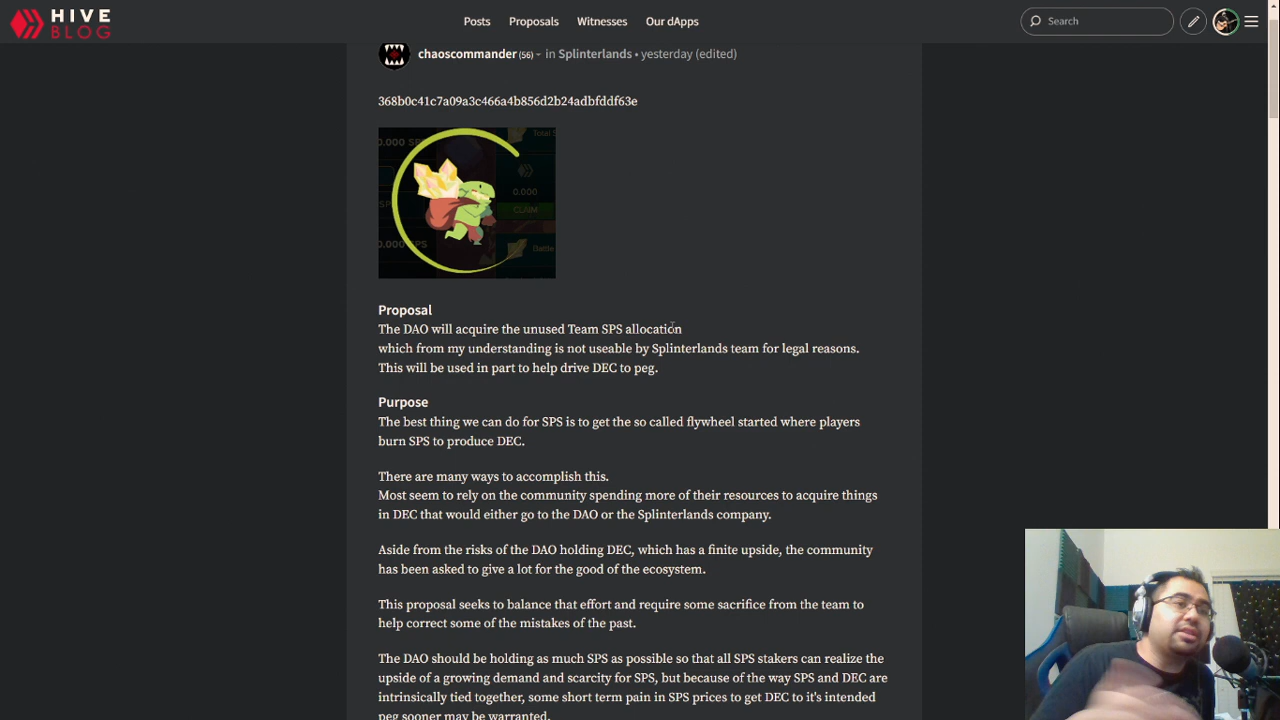 HIVE
BLOG
Posts
Proposals
Witnesses
Our dApps
Search
chaoscommander (56) in Splinterlands • yesterday (edited)
368b0c41c7a09a3c466a4b856d2b24adbfddf63e
0.000
CLAIM
Proposal
The DAO will acquire the unused Team SPS allocation
which from my understanding is not useable by Splinterlands team for legal reasons.
This will be used in part to help drive DEC to peg.
Purpose
The best thing we can do for SPS is to get the so called flywheel started where players
burn SPS to produce DEC.
There are many ways to accomplish this.
Most seem to rely on the community spending more of their resources to acquire things
in DEC that would either go to the DAO or the Splinterlands company.
Aside from the risks of the DAO holding DEC, which has a finite upside, the community
has been asked to give a lot for the good of the ecosystem.
This proposal seeks to balance that effort and require some sacrifice from the team to
help correct some of the mistakes of the past.
The DAO should be holding as much SPS as possible so that all SPS stakers can realize the
upside of a growing demand and scarcity for SPS, but because of the way SPS and DEC are
intrinsically tied together, some short term pain in SPS prices to get DEC to it's intended
peg sooner may be warranted.